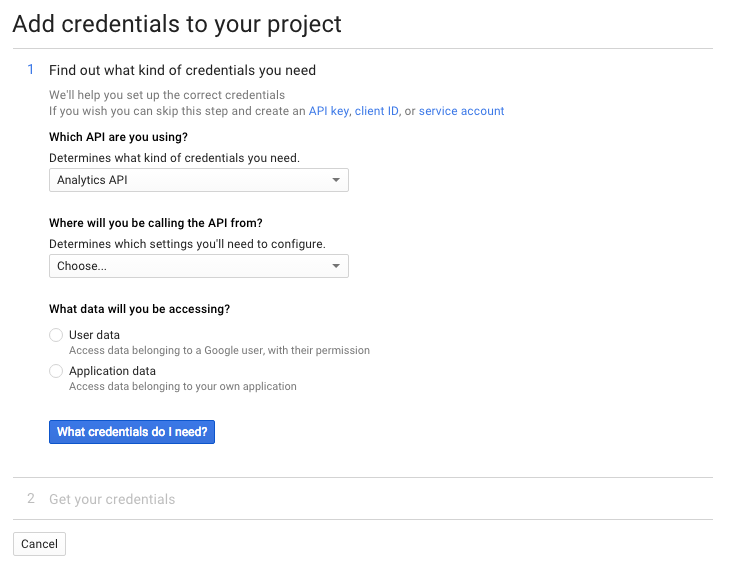 Add credentials to your project
1 Find out what kind of credentials you need
We'll help you set up the correct credentials
If you wish you can skip this step and create an API key, client ID, or service account
Which API are you using?
Determines what kind of credentials you need.
Analytics API
Where will you be calling the API from?
Determines which settings you'll need to configure.
Choose...
What data will you be accessing?
User data
Access data belonging to a Google user, with their permission
Application data
Access data belonging to your own application
What credentials do I need?
2 Get your credentials
Cancel